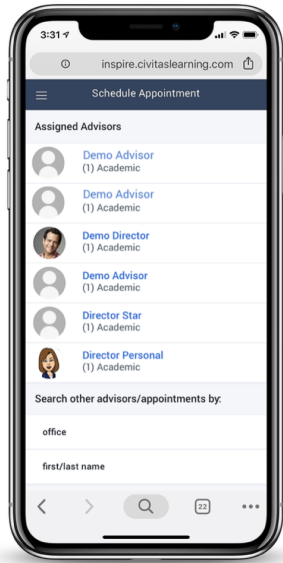 3:31
inspire.civitaslearning.com
Schedule Appointment
Assigned Advisors
Demo Advisor
(1) Academic
Demo Advisor
(1) Academic
Demo Director
(1) Academic
Demo Advisor
(1) Academic
Director Star
(1) Academic
Director Personal
(1) Academic
Search other advisors/appointments by:
office
first/last name
22